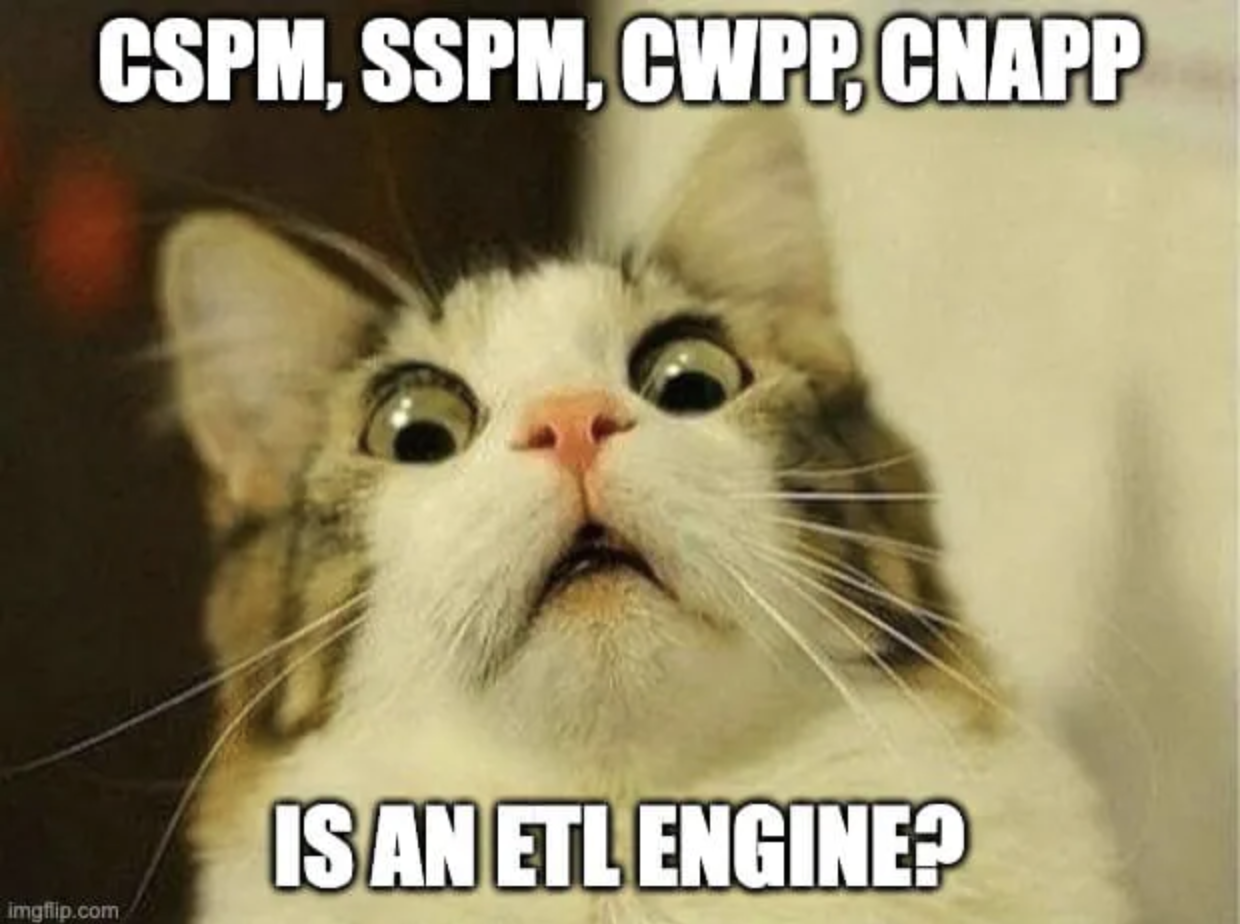 CSPM, SSPM, CWPP, CNAPP
IS AN ETL ENGINE?
imgflip.com